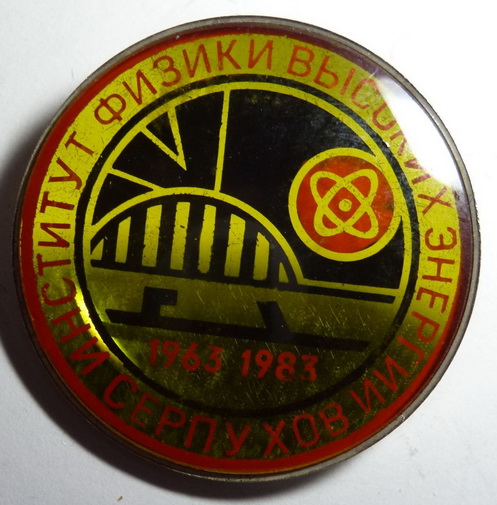 ИНСТИТУТ ФИЗИКИ ВЫСОКИХ ЭНЕРГИЙ
1963 1983
СЕРПУХОВ